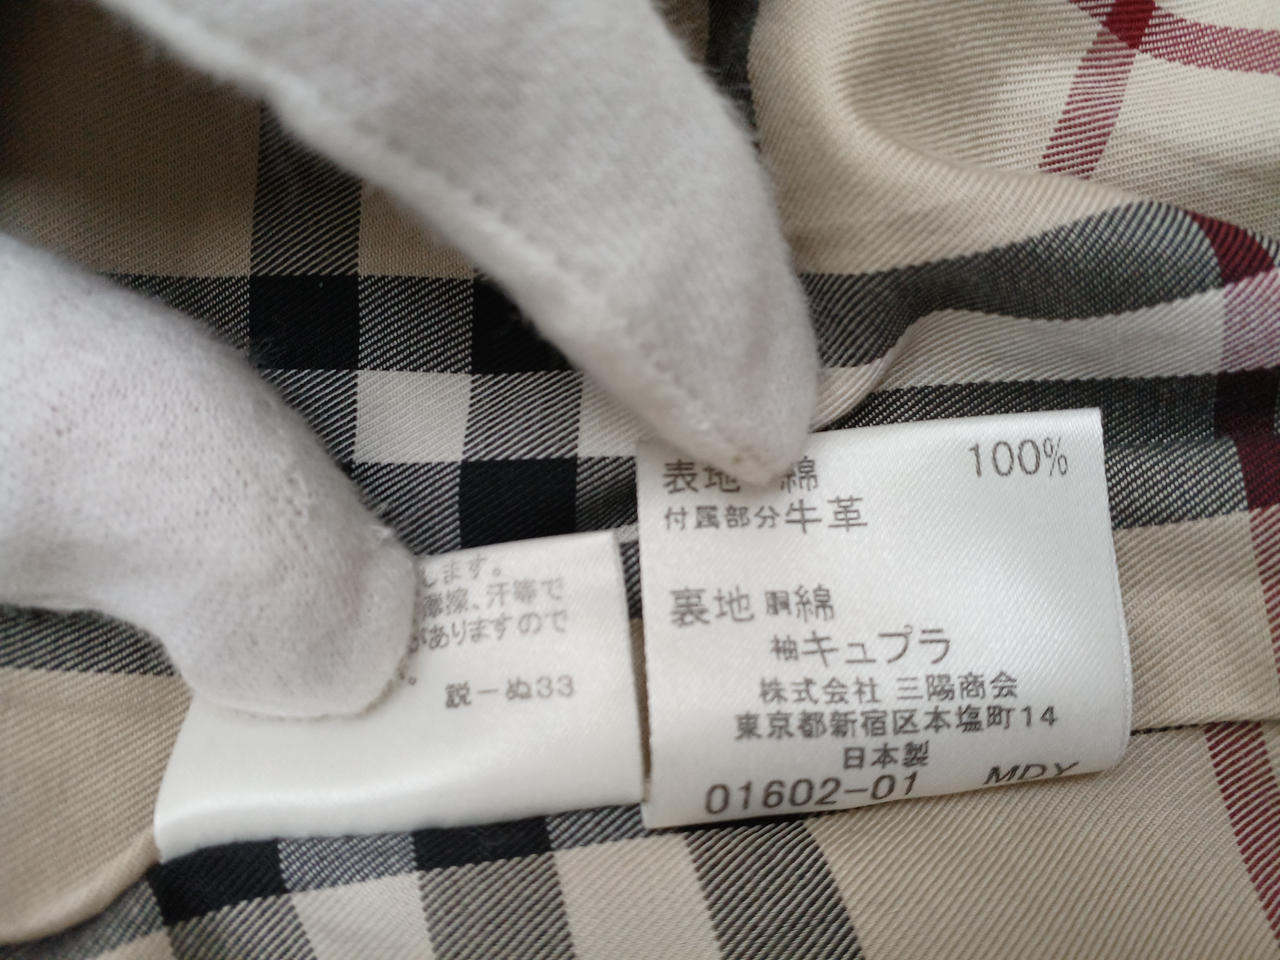 します。
摩擦、汗等で
がありますので
。
説－ぬ33
表地 綿 100%
付属部分牛革
裏地 胴綿
袖キュプラ
株式会社 三陽商会
東京都新宿区本塩町14
日本製
01602-01 MDY